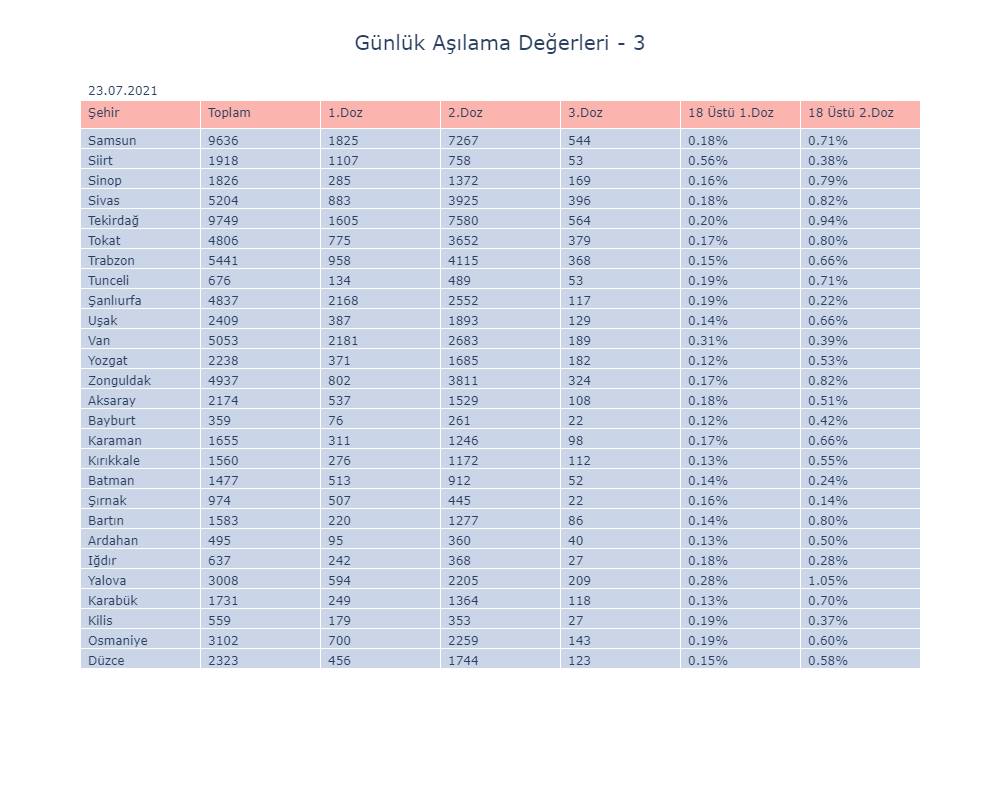 Günlük Aşılama Değerleri - 3
23.07.2021
Şehir Toplam 1.Doz 2.Doz 3.Doz 18 Üstü 1.Doz 18 Üstü 2.Doz
Samsun 9636 1825 7267 544 0.18% 0.71%
Siirt 1918 1107 758 53 0.56% 0.38%
Sinop 1826 285 1372 169 0.16% 0.79%
Sivas 5204 883 3925 396 0.18% 0.82%
Tekirdağ 9749 1605 7580 564 0.20% 0.94%
Tokat 4806 775 3652 379 0.17% 0.80%
Trabzon 5441 958 4115 368 0.15% 0.66%
Tunceli 676 134 489 53 0.19% 0.71%
Şanlıurfa 4837 2168 2552 117 0.19% 0.22%
Uşak 2409 387 1893 129 0.14% 0.66%
Van 5053 2181 2683 189 0.31% 0.39%
Yozgat 2238 371 1685 182 0.12% 0.53%
Zonguldak 4937 802 3811 324 0.17% 0.82%
Aksaray 2174 537 1529 108 0.18% 0.51%
Bayburt 359 76 261 22 0.12% 0.42%
Karaman 1655 311 1246 98 0.17% 0.66%
Kırıkkale 1560 276 1172 112 0.13% 0.55%
Batman 1477 513 912 52 0.14% 0.24%
Şırnak 974 507 445 22 0.16% 0.14%
Bartın 1583 220 1277 86 0.14% 0.80%
Ardahan 495 95 360 40 0.13% 0.50%
Iğdır 637 242 368 27 0.18% 0.28%
Yalova 3008 594 2205 209 0.28% 1.05%
Karabük 1731 249 1364 118 0.13% 0.70%
Kilis 559 179 353 27 0.19% 0.37%
Osmaniye 3102 700 2259 143 0.19% 0.60%
Düzce 2323 456 1744 123 0.15% 0.58%